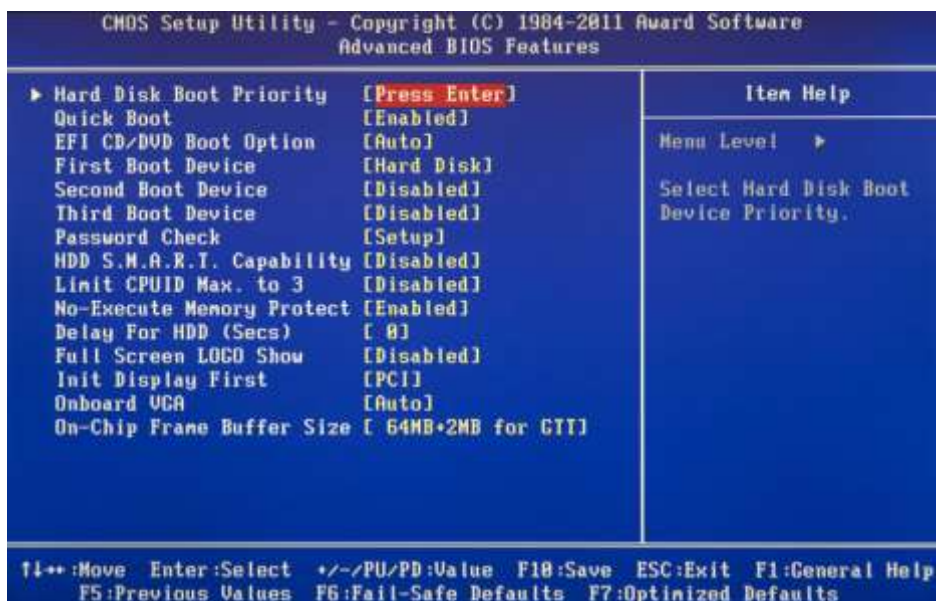 CMOS Setup Utility - Copyright (C) 1984-2011 Award Software
Advanced BIOS Features
▶ Hard Disk Boot Priority [Press Enter]
Quick Boot [Enabled]
EFI CD/DVD Boot Option [Auto]
First Boot Device [Hard Disk]
Second Boot Device [Disabled]
Third Boot Device [Disabled]
Password Check [Setup]
HDD S.M.A.R.T. Capability [Disabled]
Limit CPUID Max. to 3 [Disabled]
No-Execute Memory Protect [Enabled]
Delay For HDD (Secs) [ 0]
Full Screen LOGO Show [Disabled]
Init Display First [PCI]
Onboard VGA [Auto]
On-Chip Frame Buffer Size [ 64MB+2MB for GTT]
Item Help
Menu Level ▶
Select Hard Disk Boot
Device Priority.
↑↓→←:Move Enter:Select +/-/PU/PD:Value F10:Save ESC:Exit F1:General Help
F5:Previous Values F6:Fail-Safe Defaults F7:Optimized Defaults